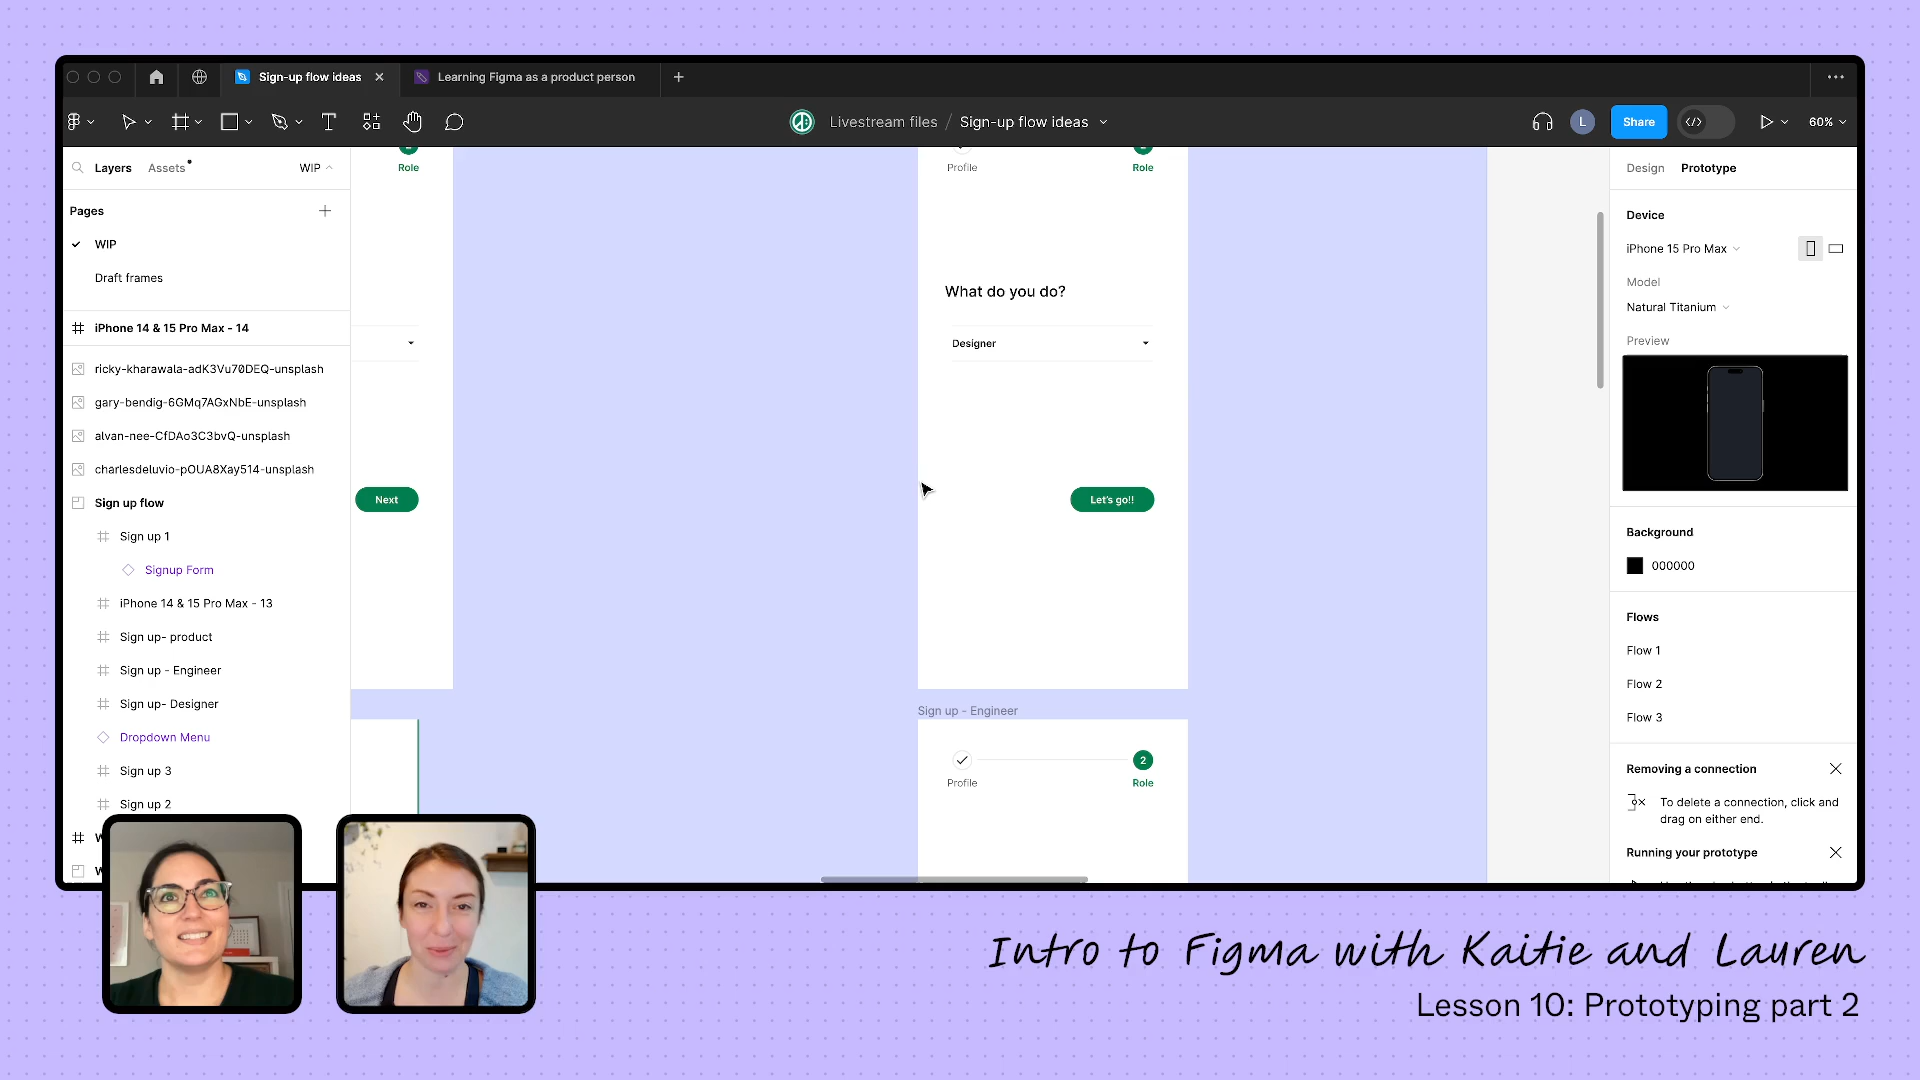 Sign-up flow ideas
Learning Figma as a product person
Livestream files / Sign-up flow ideas
L
Share
60%
Layers
Assets
WIP
Pages
WIP
Draft frames
iPhone 14 & 15 Pro Max - 14
ricky-kharawala-adK3Vu70DEQ-unsplash
gary-bendig-6GMq7AGxNbE-unsplash
alvan-nee-CfDAo3C3bvQ-unsplash
charlesdeluvio-pOUA8Xay514-unsplash
Sign up flow
Sign up 1
Signup Form
iPhone 14 & 15 Pro Max - 13
Sign up- product
Sign up - Engineer
Sign up- Designer
Dropdown Menu
Sign up 3
Sign up 2
Role
Next
Profile
Role
What do you do?
Designer
Let's go!!
Sign up - Engineer
2
Profile
Role
Design
Prototype
Device
iPhone 15 Pro Max
Model
Natural Titanium
Preview
Background
000000
Flows
Flow 1
Flow 2
Flow 3
Removing a connection
To delete a connection, click and
drag on either end.
Running your prototype
Intro to Figma with Kaitie and Lauren
Lesson 10: Prototyping part 2